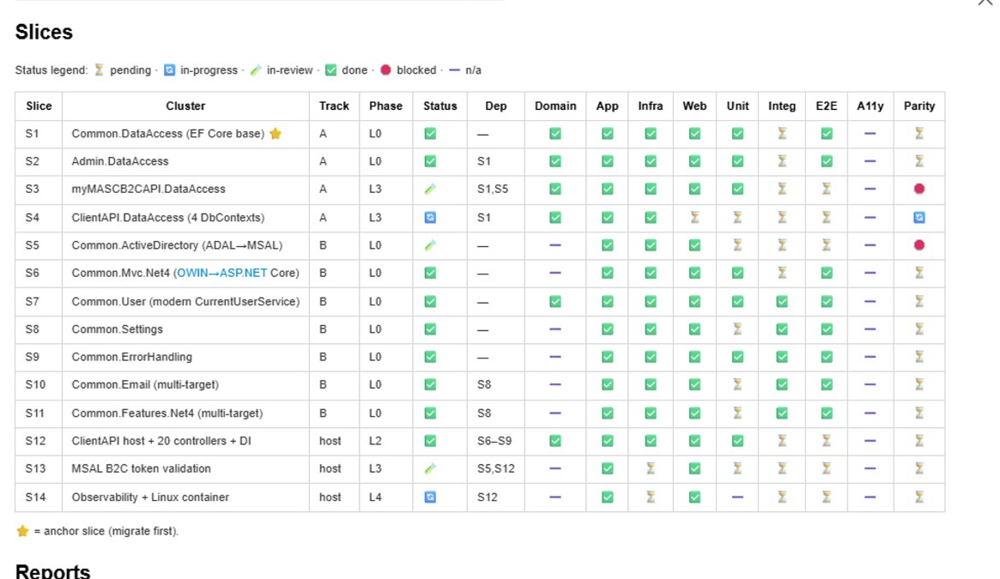 Slices
Status legend: ⏳ pending · 🔄 in-progress · 🧪 in-review · ✅ done · 🔴 blocked · — n/a
Slice Cluster Track Phase Status Dep Domain App Infra Web Unit Integ E2E A11y Parity
S1 Common.DataAccess (EF Core base) ⭐ A L0 ✅ — ✅ ✅ ✅ ✅ ✅ ⏳ ✅ — ⏳
S2 Admin.DataAccess A L0 ✅ S1 ✅ ✅ ✅ ✅ ✅ ⏳ ✅ — ⏳
S3 myMASCB2CAPI.DataAccess A L3 🧪 S1,S5 ✅ ✅ ✅ ✅ ✅ ⏳ ⏳ — 🔴
S4 ClientAPI.DataAccess (4 DbContexts) A L3 🔄 S1 ✅ ✅ ✅ ⏳ ⏳ ⏳ ⏳ — 🔄
S5 Common.ActiveDirectory (ADAL→MSAL) B L0 🧪 — — ✅ ✅ ✅ ⏳ ⏳ ⏳ — 🔴
S6 Common.Mvc.Net4 (OWIN→ASP.NET Core) B L0 ✅ — — ✅ ✅ ✅ ✅ ⏳ ✅ — ⏳
S7 Common.User (modern CurrentUserService) B L0 ✅ — ✅ ✅ ✅ ✅ ✅ ✅ ✅ — ⏳
S8 Common.Settings B L0 ✅ — — ✅ ✅ ✅ ⏳ ✅ ✅ — ⏳
S9 Common.ErrorHandling B L0 ✅ — — ✅ ✅ ✅ ✅ ✅ ✅ — ⏳
S10 Common.Email (multi-target) B L0 ✅ S8 — ✅ ✅ ✅ ⏳ ✅ ✅ — ⏳
S11 Common.Features.Net4 (multi-target) B L0 ✅ S8 — ✅ ✅ ✅ ⏳ ✅ ✅ — ⏳
S12 ClientAPI host + 20 controllers + DI host L2 ✅ S6–S9 ✅ ✅ ✅ ✅ ✅ ⏳ ⏳ — ⏳
S13 MSAL B2C token validation host L3 🧪 S5,S12 — ✅ ⏳ ✅ ⏳ ⏳ ⏳ — ⏳
S14 Observability + Linux container host L4 🔄 S12 — ✅ ⏳ ✅ — ⏳ ⏳ — ⏳
⭐ = anchor slice (migrate first).
Reports